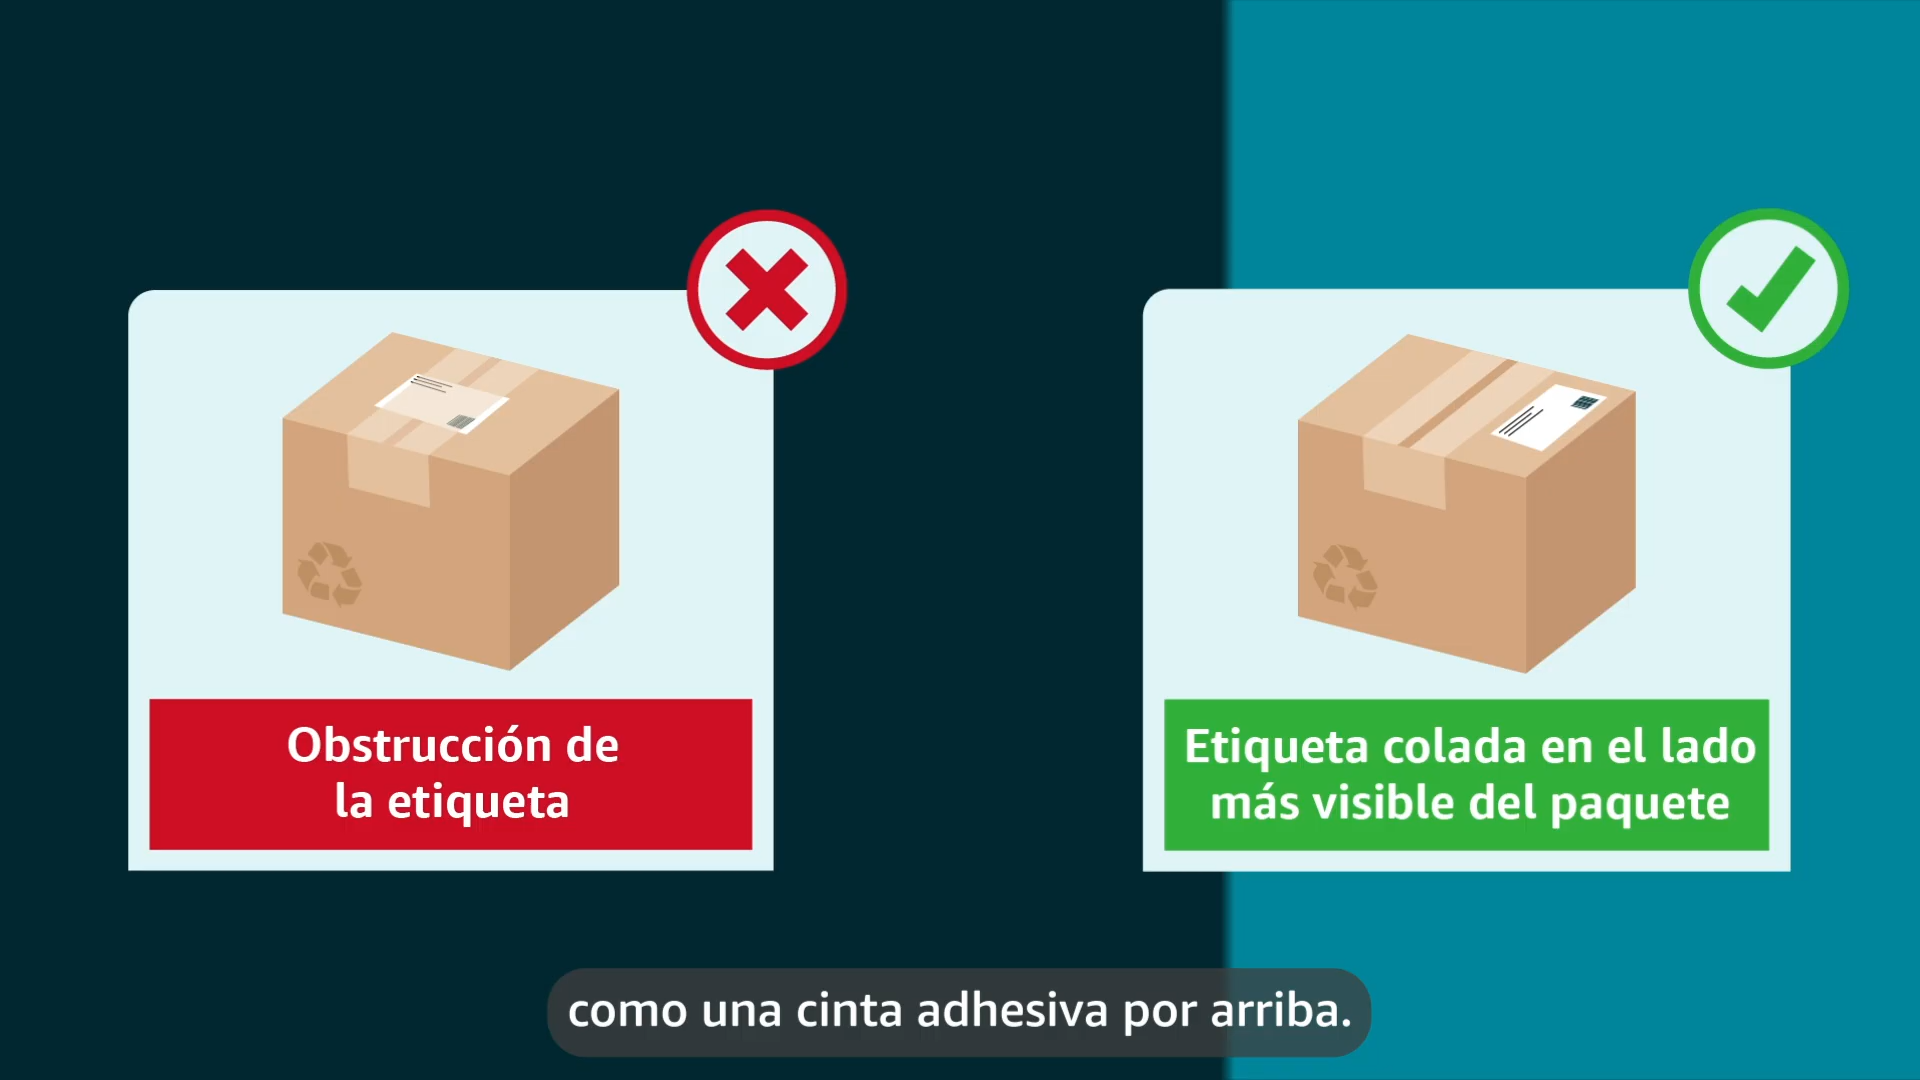 Obstrucción de
la etiqueta
Etiqueta colada en el lado
más visible del paquete
como una cinta adhesiva por arriba.